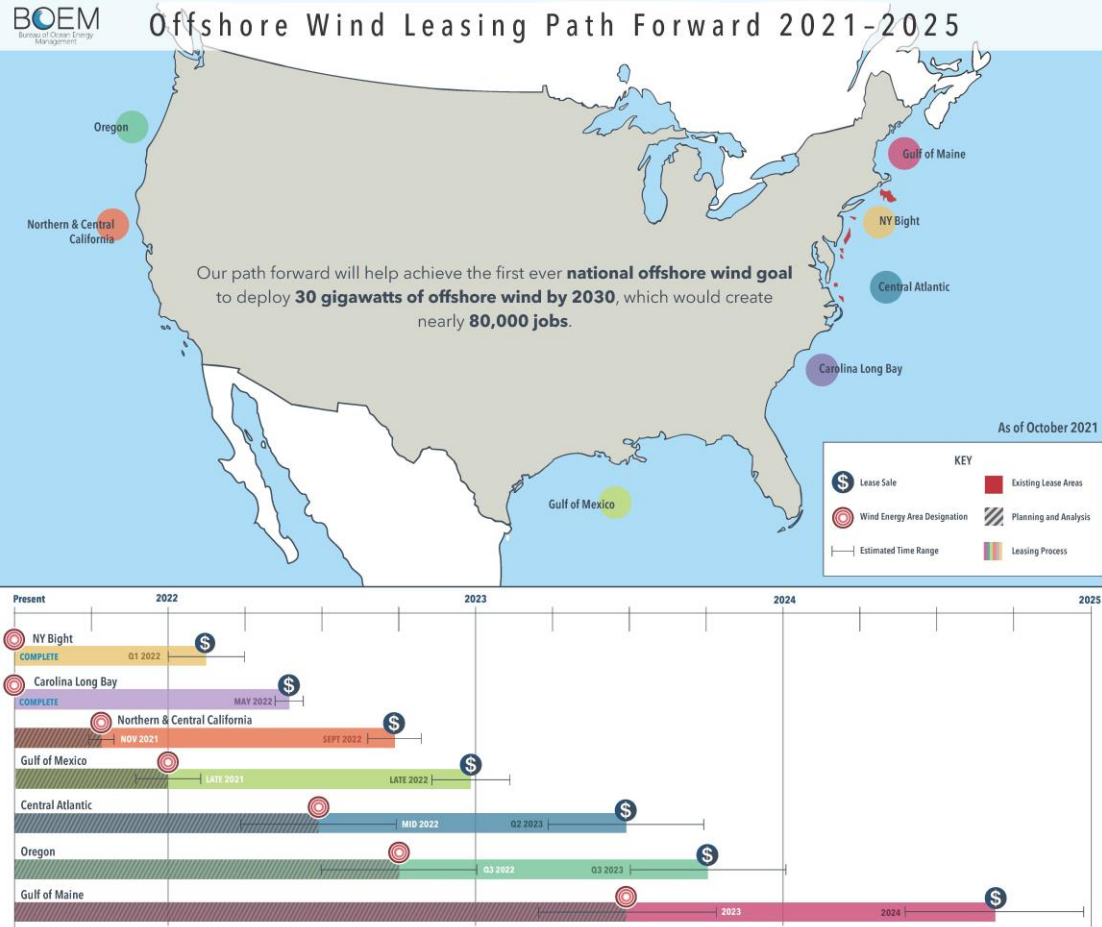 BOEM
Bureau of Ocean Energy
Management
Offshore Wind Leasing Path Forward 2021-2025
Oregon
Gulf of Maine
Northern & Central
California
NY Bight
Our path forward will help achieve the first ever national offshore wind goal
to deploy 30 gigawatts of offshore wind by 2030, which would create
nearly 80,000 jobs.
Central Atlantic
Carolina Long Bay
As of October 2021
Gulf of Mexico
KEY
$ Lease Sale
Existing Lease Areas
Wind Energy Area Designation
Planning and Analysis
Estimated Time Range
Leasing Process
Present 2022 2023 2024 2025
NY Bight $
COMPLETE Q1 2022
Carolina Long Bay $
COMPLETE MAY 2022
Northern & Central California $
NOV 2021 SEPT 2022
Gulf of Mexico $
LATE 2021 LATE 2022
Central Atlantic $
MID 2022 Q2 2023
Oregon $
Q3 2022 Q3 2023
Gulf of Maine $
2023 2024